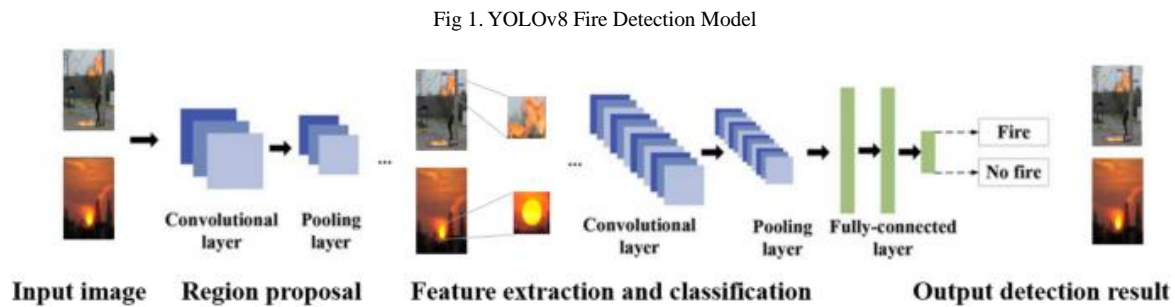 Fig 1. YOLOv8 Fire Detection Model
...
...
Fire
No fire
Convolutional
layer
Pooling
layer
Convolutional
layer
Pooling
layer
Fully-connected
layer
Input image
Region proposal
Feature extraction and classification
Output detection result